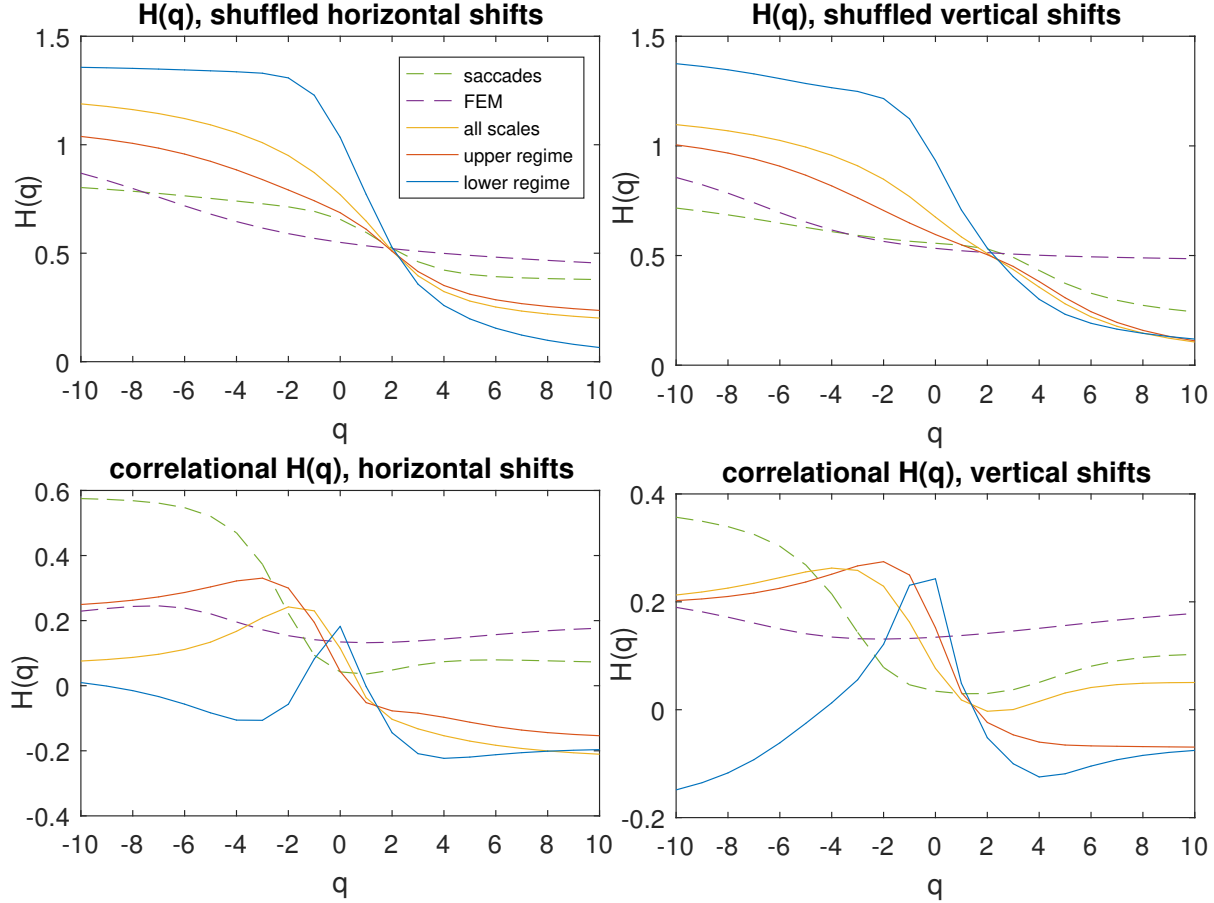 H(q), shuffled horizontal shifts
H(q)
1.5
1
0.5
0
saccades
FEM
all scales
upper regime
lower regime
-10 -8 -6 -4 -2 0 2 4 6 8 10
q
H(q), shuffled vertical shifts
H(q)
1.5
1
0.5
0
-10 -8 -6 -4 -2 0 2 4 6 8 10
q
correlational H(q), horizontal shifts
H(q)
0.6
0.4
0.2
0
-0.2
-0.4
-10 -8 -6 -4 -2 0 2 4 6 8 10
q
correlational H(q), vertical shifts
H(q)
0.4
0.2
0
-0.2
-10 -8 -6 -4 -2 0 2 4 6 8 10
q